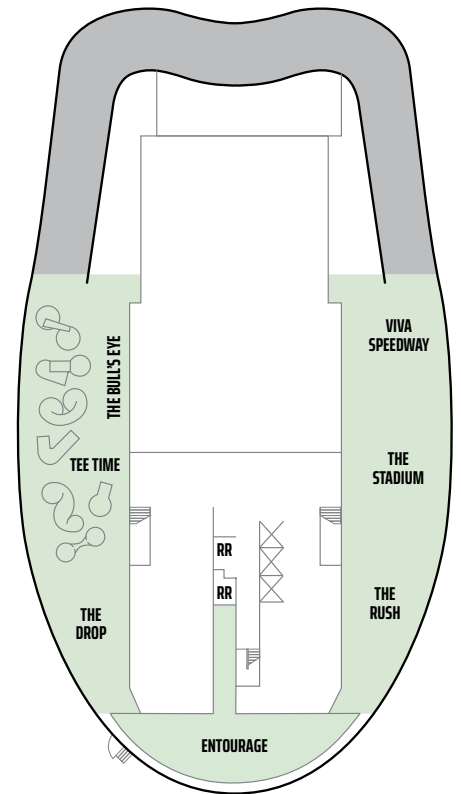 VIVA
SPEEDWAY
THE BULL'S EYE
TEE TIME
THE
STADIUM
RR
RR
THE
DROP
THE
RUSH
ENTOURAGE